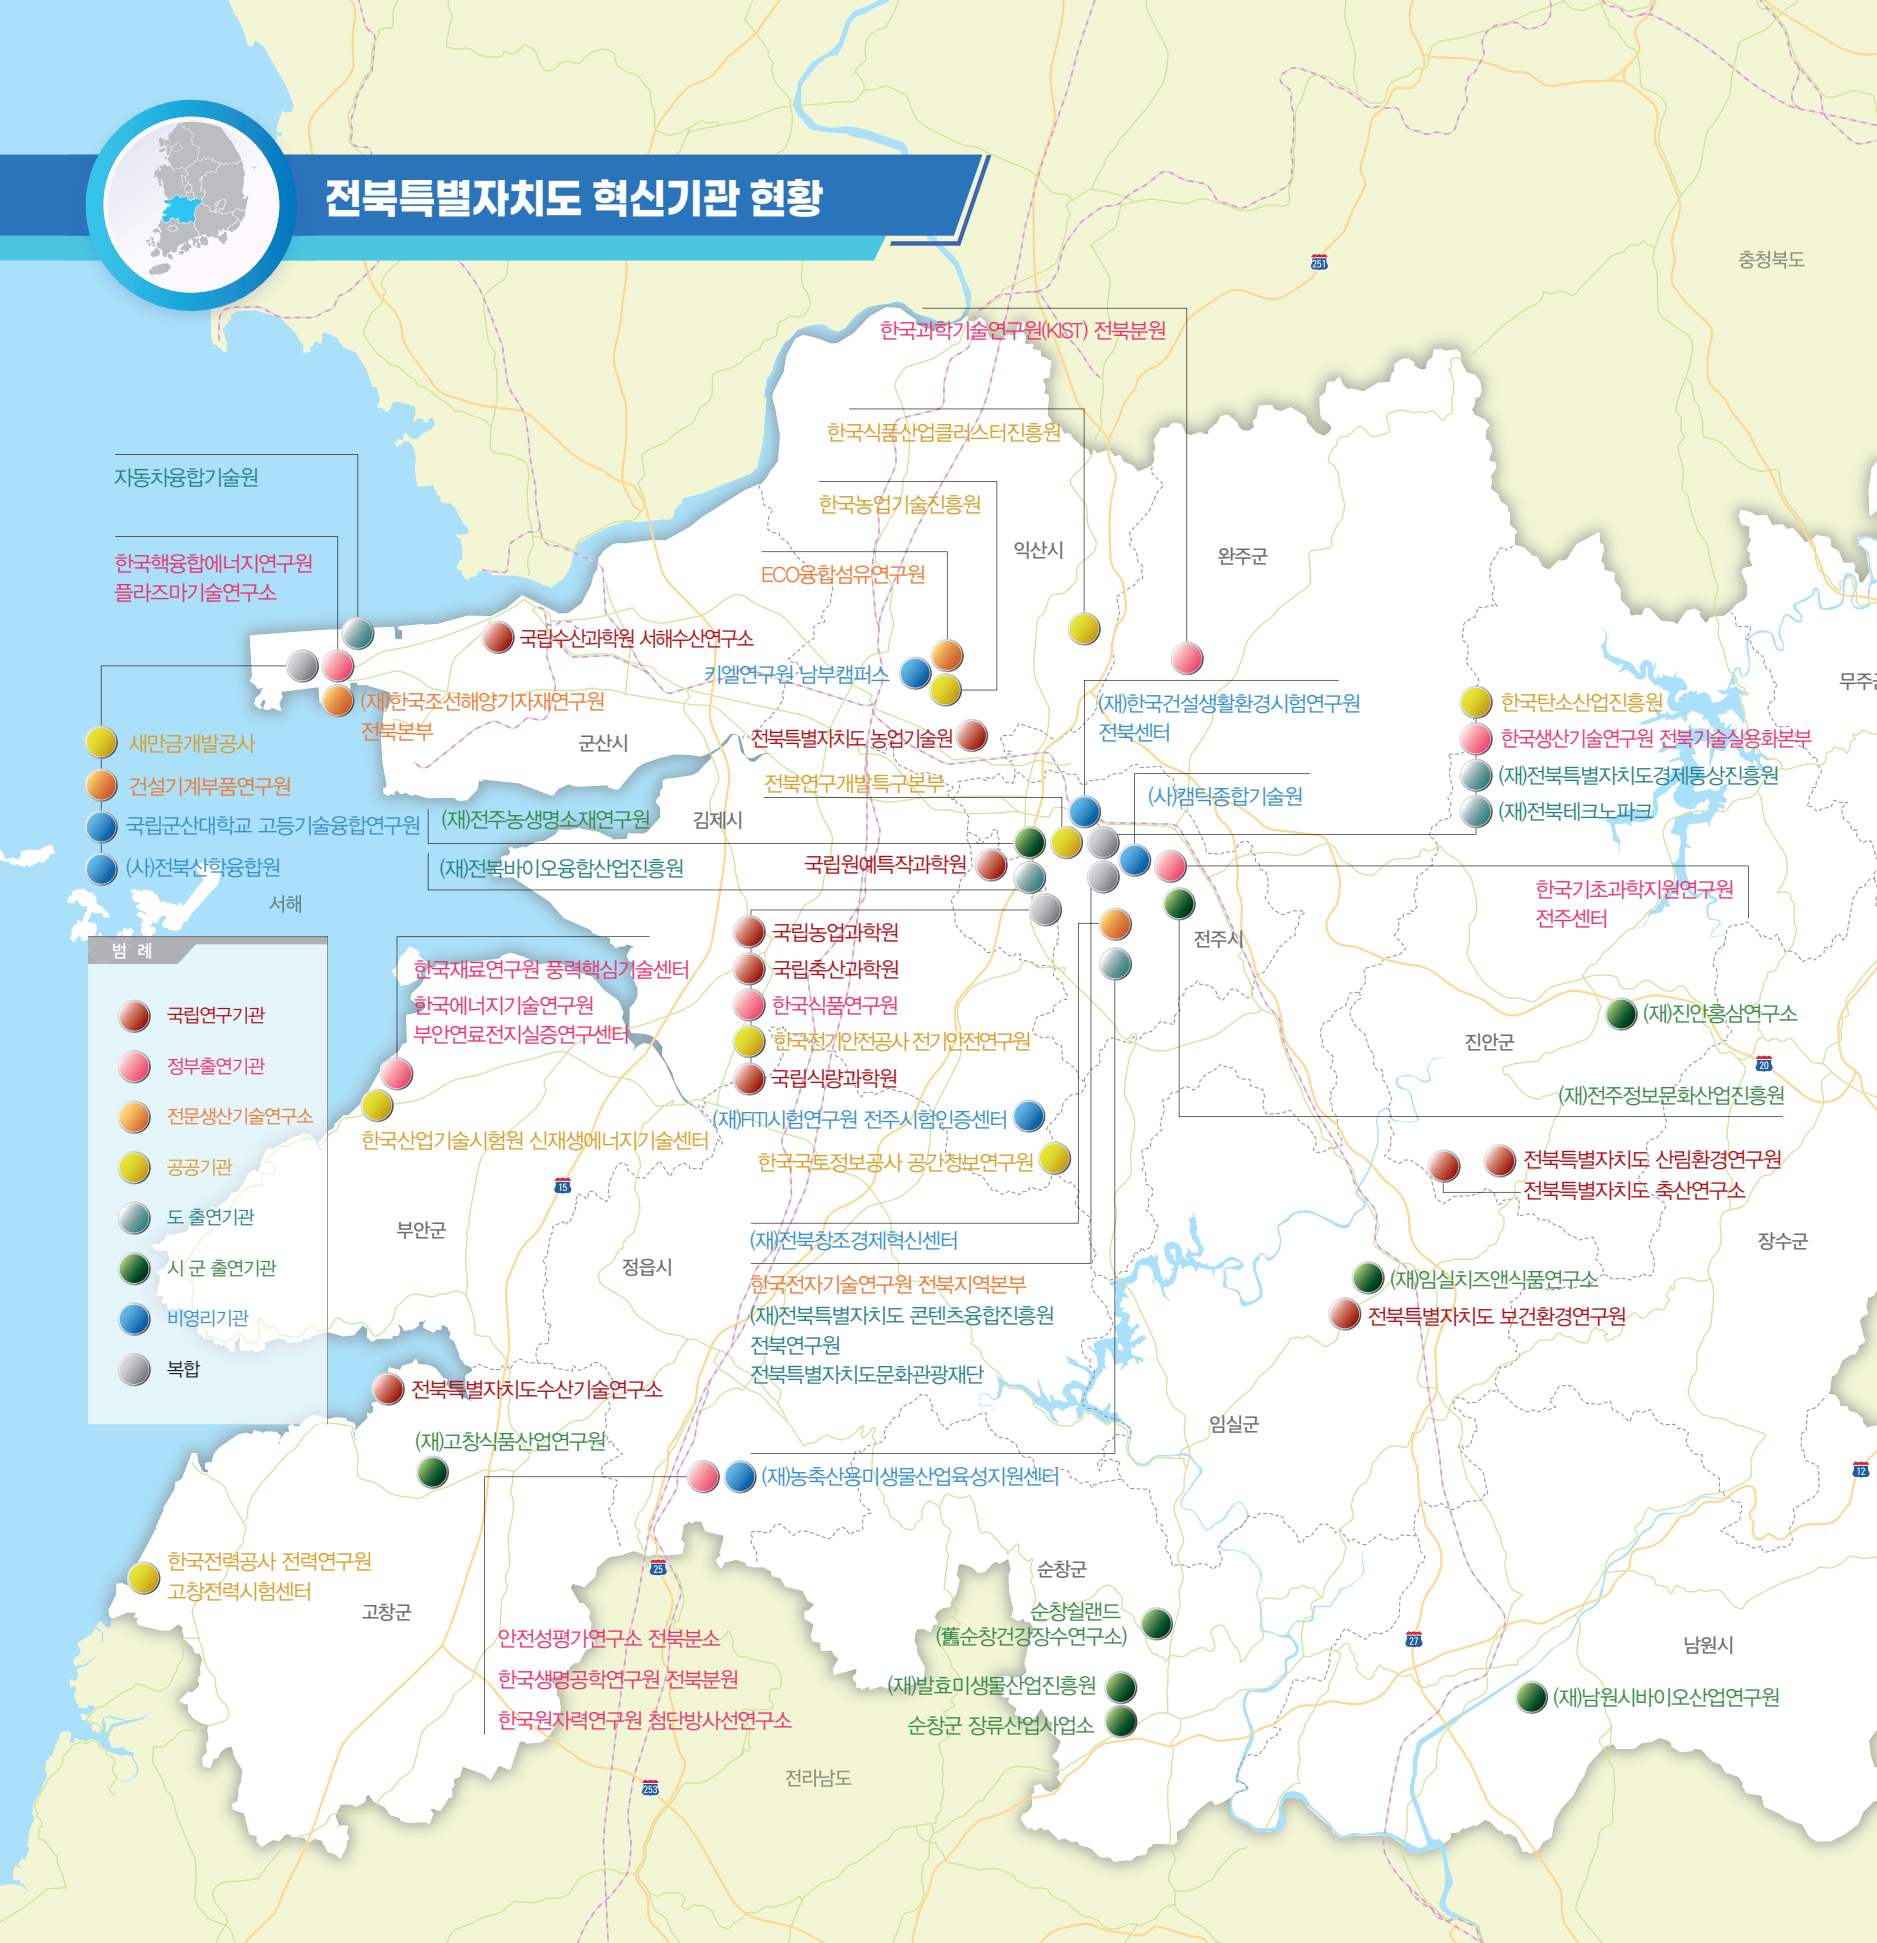 전북특별자치도 혁신기관 현황
251
충청북도
한국과학기술연구원(KIST) 전북분원
한국식품산업클러스터진흥원
자동차융합기술원
한국농업기술진흥원
익산시
완주군
한국핵융합에너지연구원
플라즈마기술연구소
ECO융합섬유연구원
국립수산과학원 서해수산연구소
키엘연구원 남부캠퍼스
무주군
(재)한국조선해양기자재연구원
전북본부
(재)한국건설생활환경시험연구원
전북센터
한국탄소산업진흥원
한국생산기술연구원 전북기술실용화본부
(재)전북특별자치도경제통상진흥원
(재)전북테크노파크
새만금개발공사
건설기계부품연구원
국립군산대학교 고등기술융합연구원
(사)전북산학융합원
군산시
전북특별자치도 농업기술원
전북연구개발특구본부
(사)캠틱종합기술원
(재)전주농생명소재연구원
김제시
(재)전북바이오융합산업진흥원
국립원예특작과학원
한국기초과학지원연구원
전주센터
서해
전주시
국립농업과학원
국립축산과학원
한국식품연구원
한국전기안전공사 전기안전연구원
국립식량과학원
한국재료연구원 풍력핵심기술센터
한국에너지기술연구원
부안연료전지실증연구센터
범 례
국립연구기관
정부출연기관
전문생산기술연구소
공공기관
도 출연기관
시 군 출연기관
비영리기관
복합
(재)진안홍삼연구소
진안군
20
(재)전주정보문화산업진흥원
(재)FITI시험연구원 전주시험인증센터
한국산업기술시험원 신재생에너지기술센터
한국국토정보공사 공간정보연구원
전북특별자치도 산림환경연구원
전북특별자치도 축산연구소
15
부안군
정읍시
장수군
(재)전북창조경제혁신센터
한국전자기술연구원 전북지역본부
(재)전북특별자치도 콘텐츠융합진흥원
전북연구원
전북특별자치도문화관광재단
(재)임실치즈앤식품연구소
전북특별자치도 보건환경연구원
전북특별자치도수산기술연구소
임실군
(재)고창식품산업연구원
(재)농축산용미생물산업육성지원센터
12
한국전력공사 전력연구원
고창전력시험센터
25
고창군
순창군
순창쉴랜드
(舊순창건강장수연구소)
안전성평가연구소 전북분소
한국생명공학연구원 전북분원
한국원자력연구원 첨단방사선연구소
27
남원시
(재)발효미생물산업진흥원
순창군 장류산업사업소
(재)남원시바이오산업연구원
전라남도
253